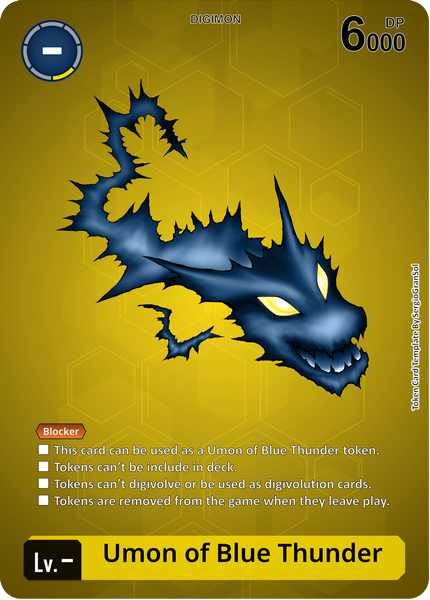 DIGIMON
-
DP
6000
Token Card Template By SergioGranSol
Blocker
This card can be used as a Umon of Blue Thunder token.
Tokens can't be include in deck.
Tokens can't digivolve or be used as digivolution cards.
Tokens are removed from the game when they leave play.
Lv.-
Umon of Blue Thunder